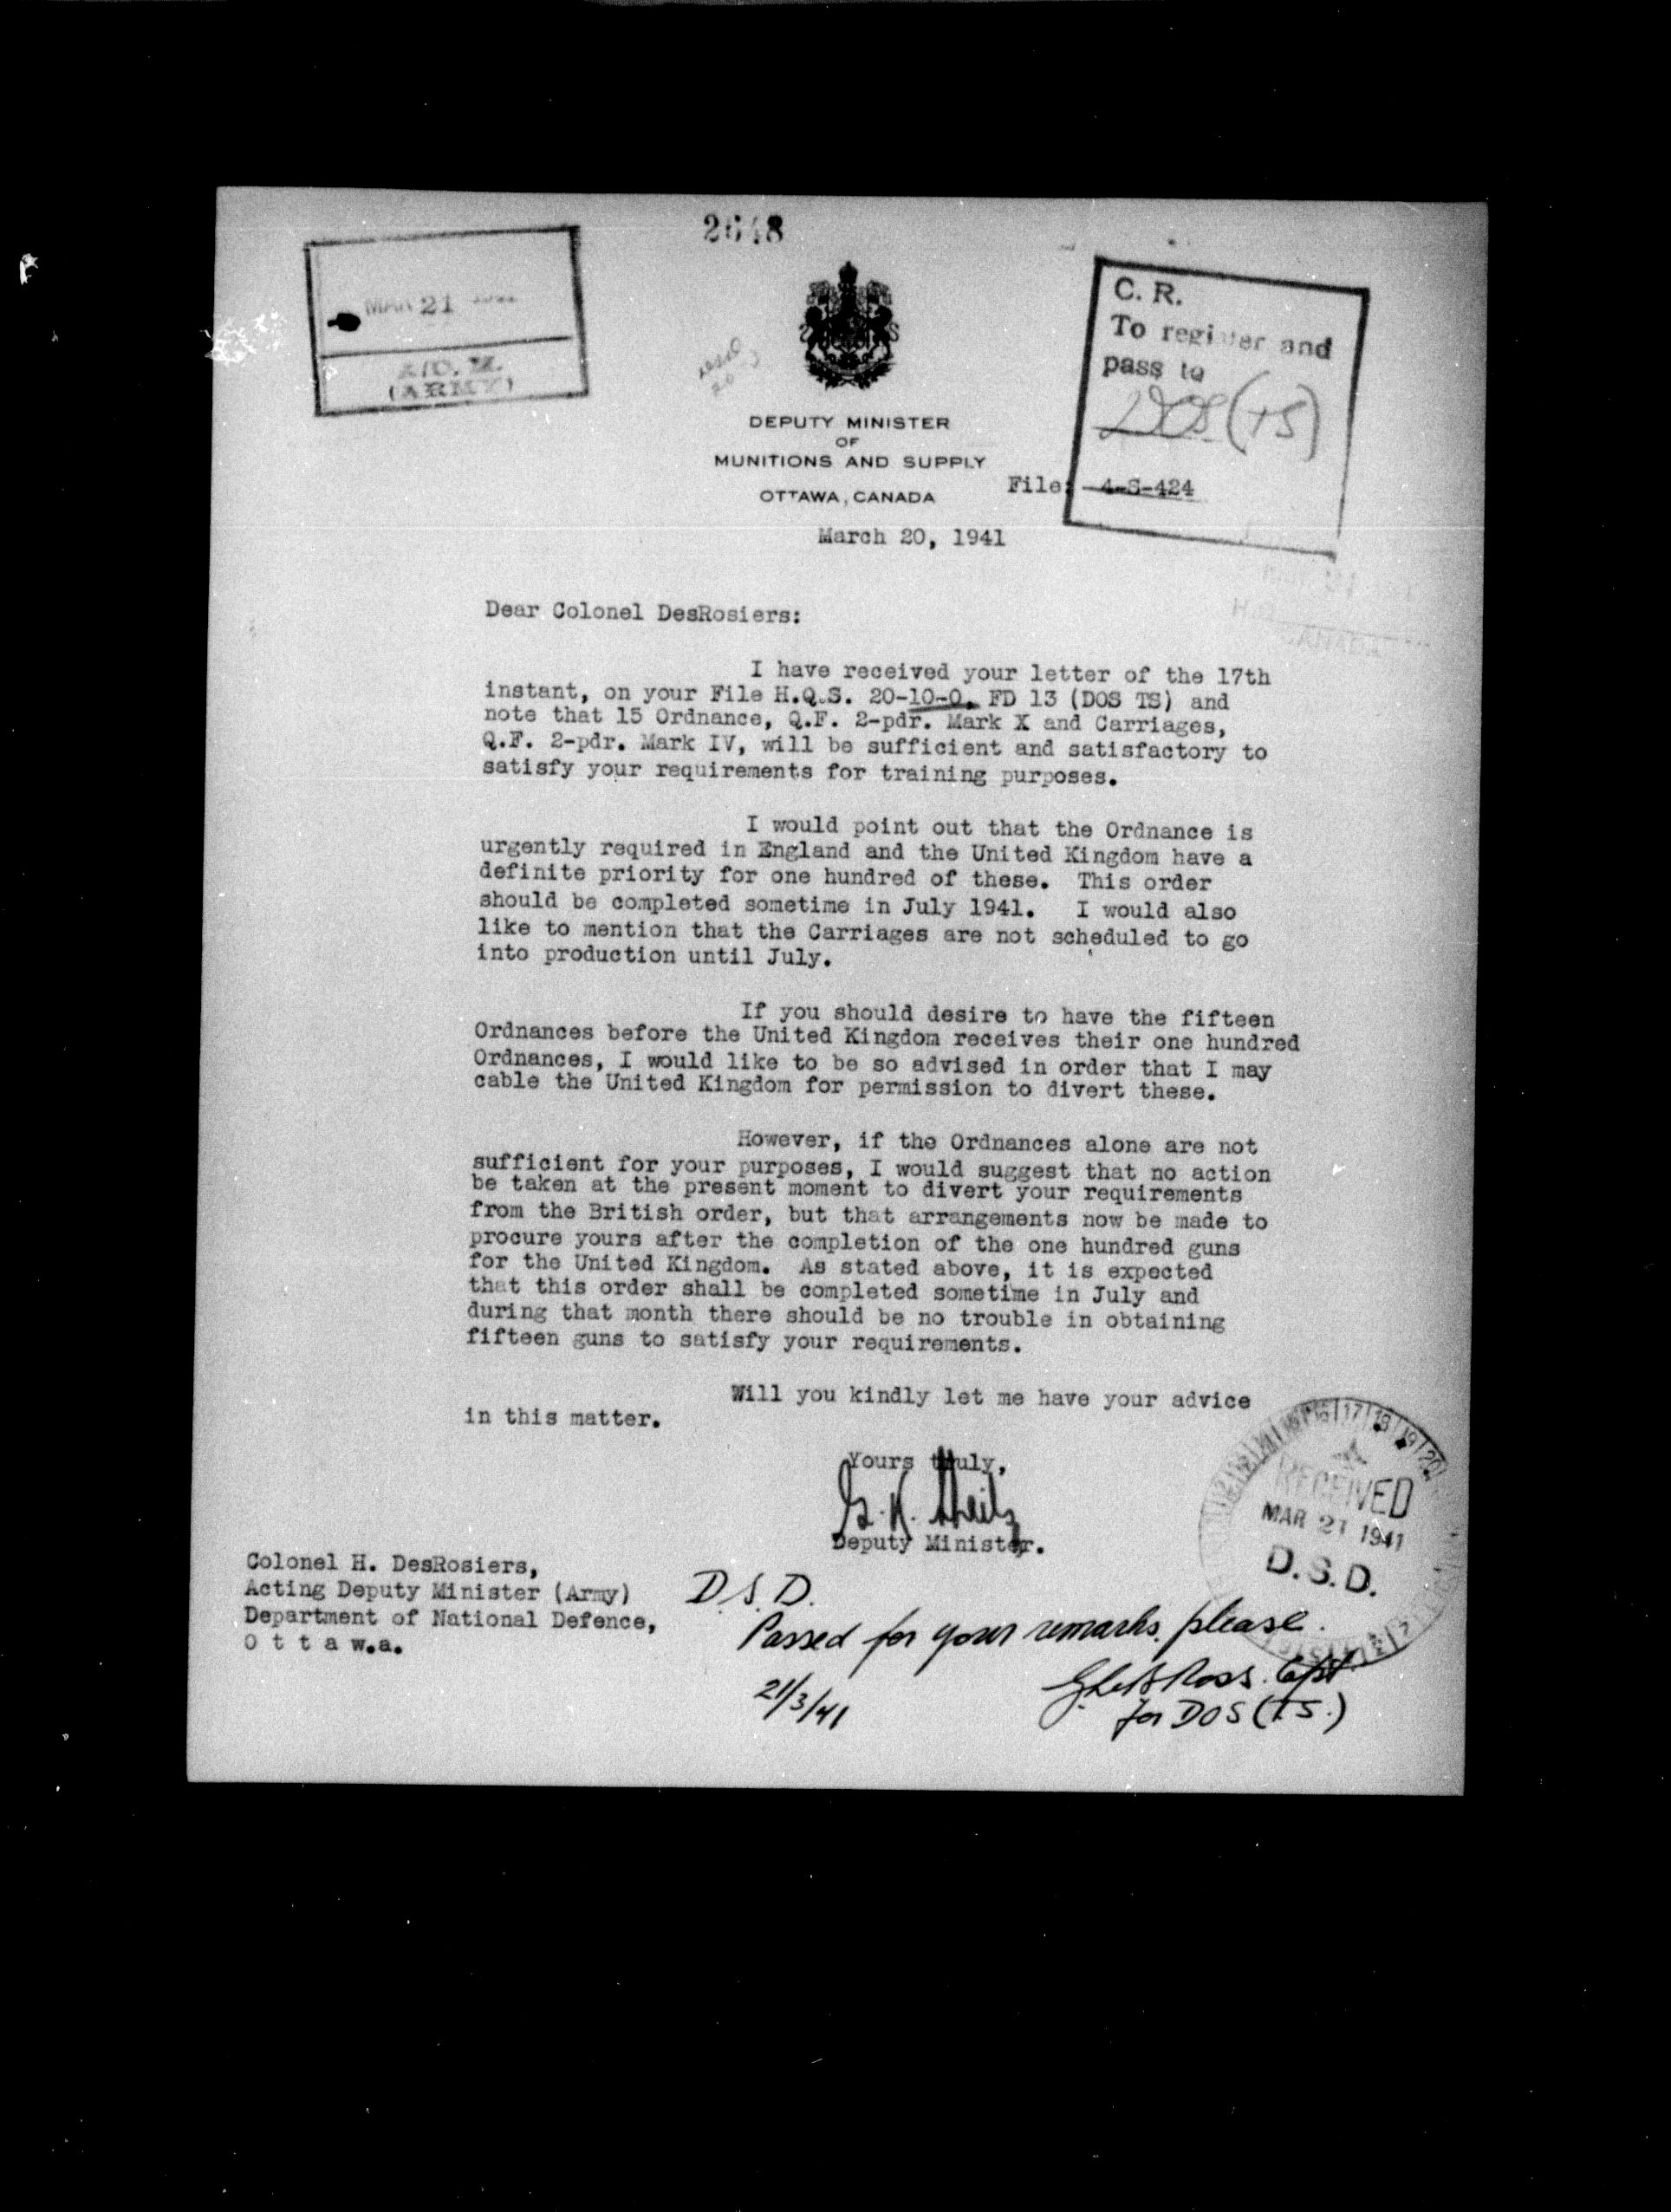 MAR 21
A/D. M.
(ARMY)
C. R.
To register and
pass to
DOS (TS)
DEPUTY MINISTER
OF
MUNITIONS AND SUPPLY
OTTAWA, CANADA
File: 4-S-424
March 20, 1941
Dear Colonel DesRosiers:
I have received your letter of the 17th
instant, on your File H.Q.S. 20-10-0, FD 13 (DOS TS) and
note that 15 Ordnance, Q.F. 2-pdr. Mark X and Carriages,
Q.F. 2-pdr. Mark IV, will be sufficient and satisfactory to
satisfy your requirements for training purposes.
I would point out that the Ordnance is
urgently required in England and the United Kingdom have a
definite priority for one hundred of these. This order
should be completed sometime in July 1941. I would also
like to mention that the Carriages are not scheduled to go
into production until July.
If you should desire to have the fifteen
Ordnances before the United Kingdom receives their one hundred
Ordnances, I would like to be so advised in order that I may
cable the United Kingdom for permission to divert these.
However, if the Ordnances alone are not
sufficient for your purposes, I would suggest that no action
be taken at the present moment to divert your requirements
from the British order, but that arrangements now be made to
procure yours after the completion of the one hundred guns
for the United Kingdom. As stated above, it is expected
that this order shall be completed sometime in July and
during that month there should be no trouble in obtaining
fifteen guns to satisfy your requirements.
Will you kindly let me have your advice
in this matter.
Yours truly,
Deputy Minister.
RECEIVED
MAR 21 1941
D.S.D.
Colonel H. DesRosiers,
Acting Deputy Minister (Army)
Department of National Defence,
O t t a w.a.
D.S.D.
Passed for your remarks, please.
Ross. Capt
21/3/41
for DOS (T.S.)